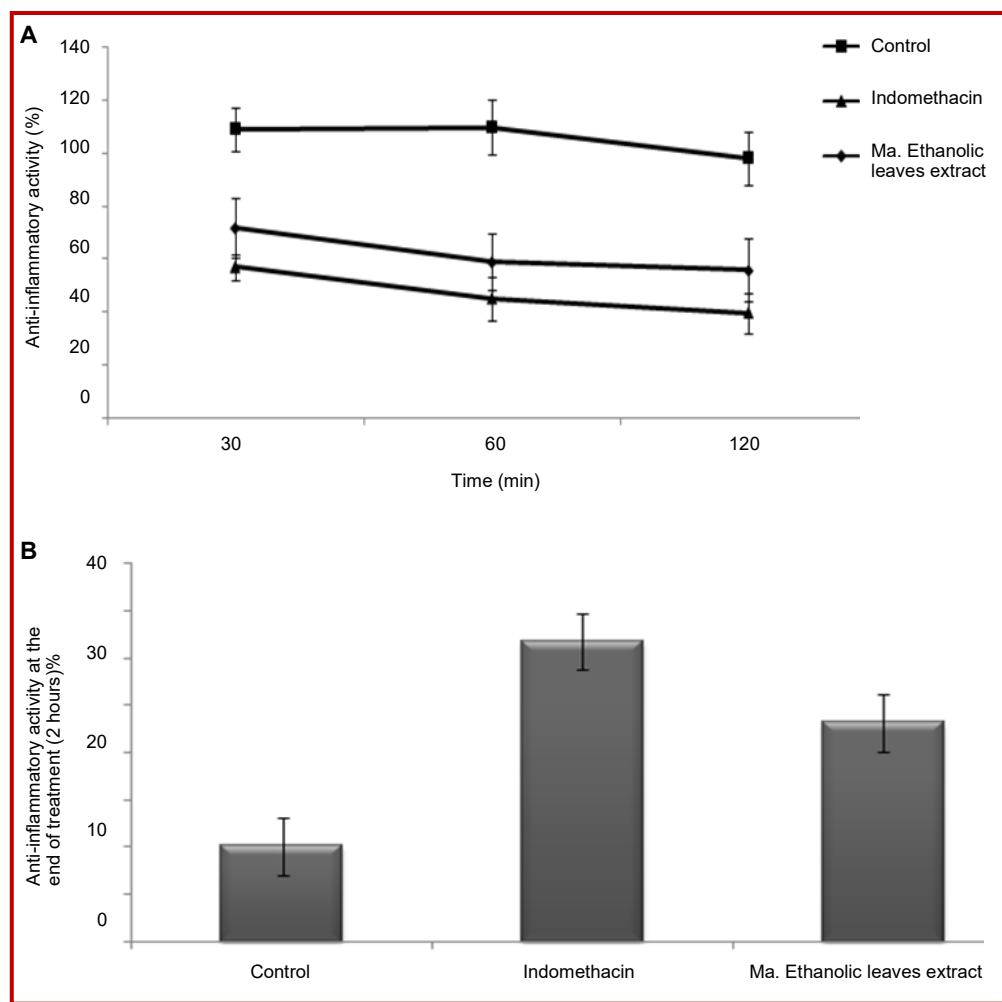 A
140
120
100
80
60
40
20
0
Anti-inflammatory activity (%)
30
60
120
Time (min)
Control
Indomethacin
Ma. Ethanolic
leaves extract
B
40
30
20
10
0
Anti-inflammatory activity at the
end of treatment (2 hours)%
Control
Indomethacin
Ma. Ethanolic leaves extract